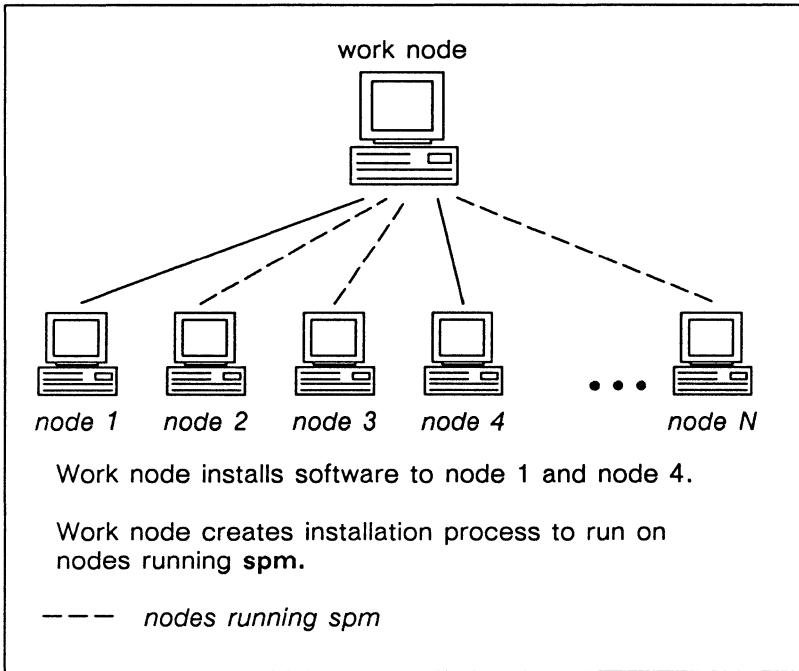 work node
node 1 node 2 node 3 node 4 node N
Work node installs software to node 1 and node 4.
Work node creates installation process to run on
nodes running spm.
nodes running spm